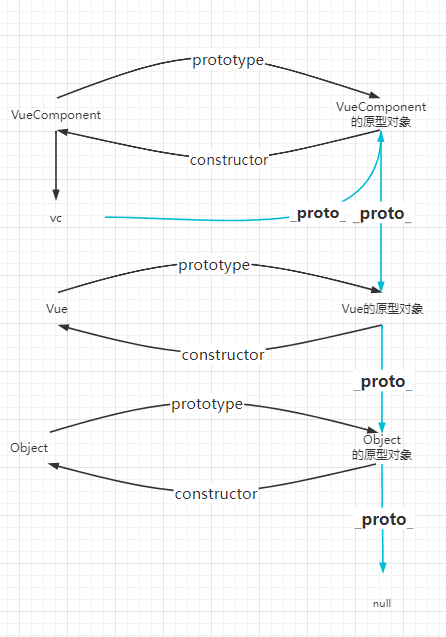 prototype
VueComponent
VueComponent
的原型对象
constructor
vc
_proto_
_proto_
prototype
Vue
Vue的原型对象
constructor
_proto_
prototype
Object
Object
的原型对象
constructor
_proto_
null